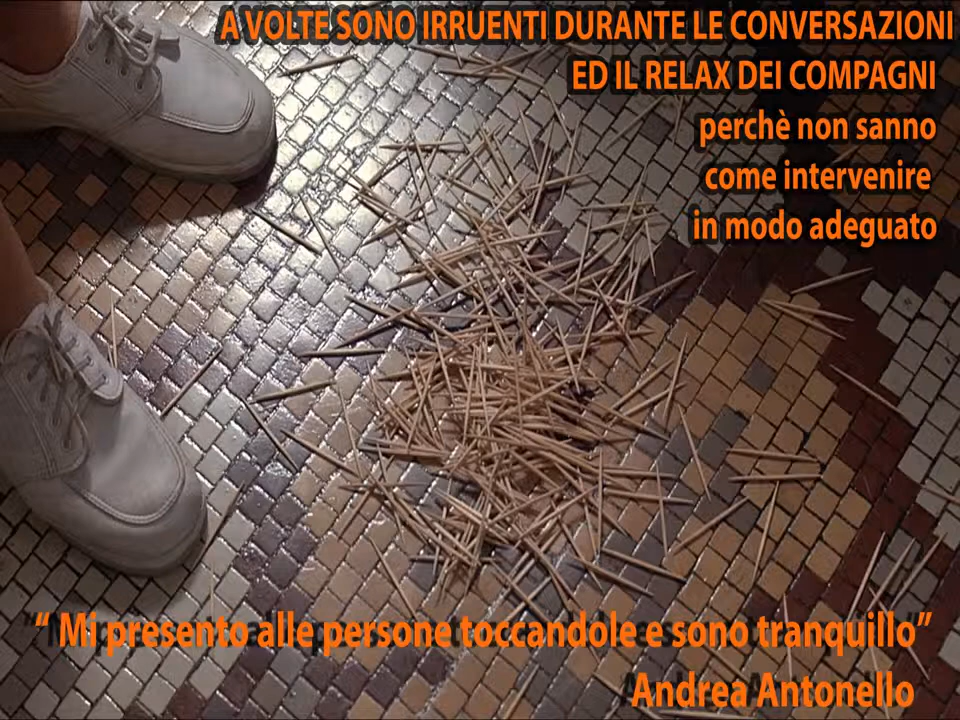 A VOLTE SONO IRRUENTI DURANTE LE CONVERSAZIONI
ED IL RELAX DEI COMPAGNI
perchè non sanno
come intervenire
in modo adeguato
“ Mi presento alle persone toccandole e sono tranquillo”
Andrea Antonello